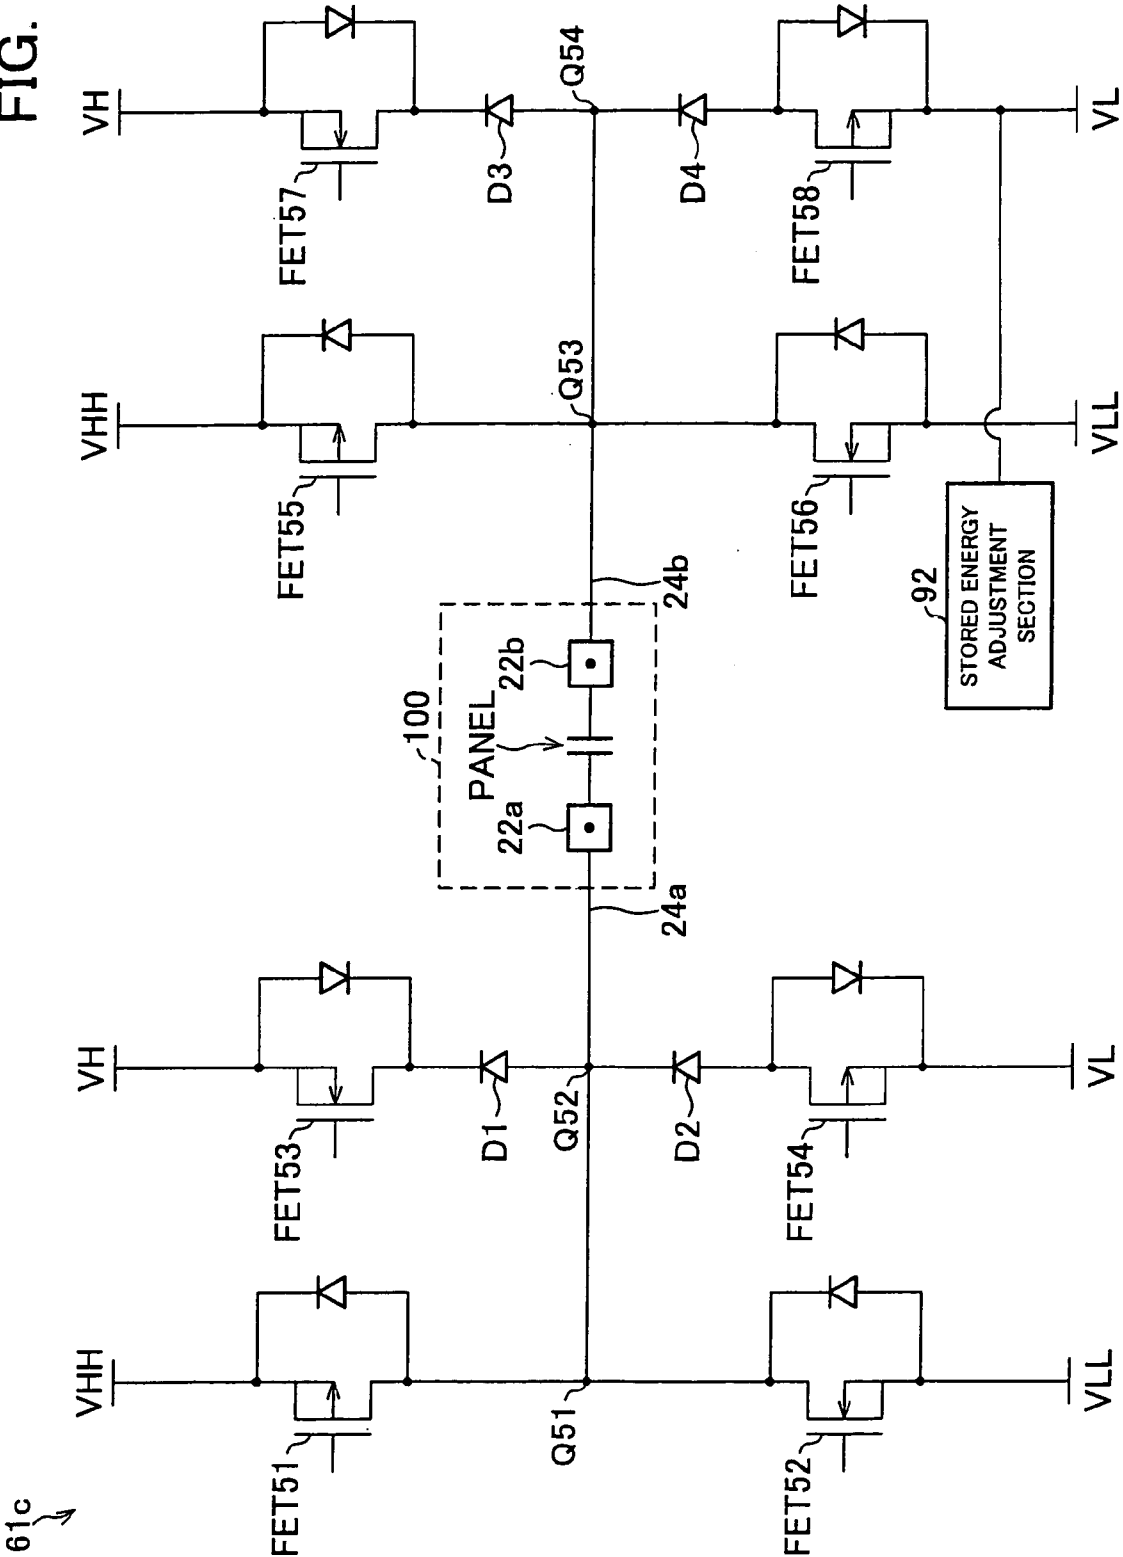 FIG.
61c
VHH
VH
VHH
VH
FET51
FET53
FET55
FET57
D1
D3
100
PANEL
22a
22b
Q51
Q52
Q53
Q54
24a
24b
D2
D4
FET52
FET54
FET56
FET58
92
STORED ENERGY
ADJUSTMENT
SECTION
VLL
VL
VLL
VL